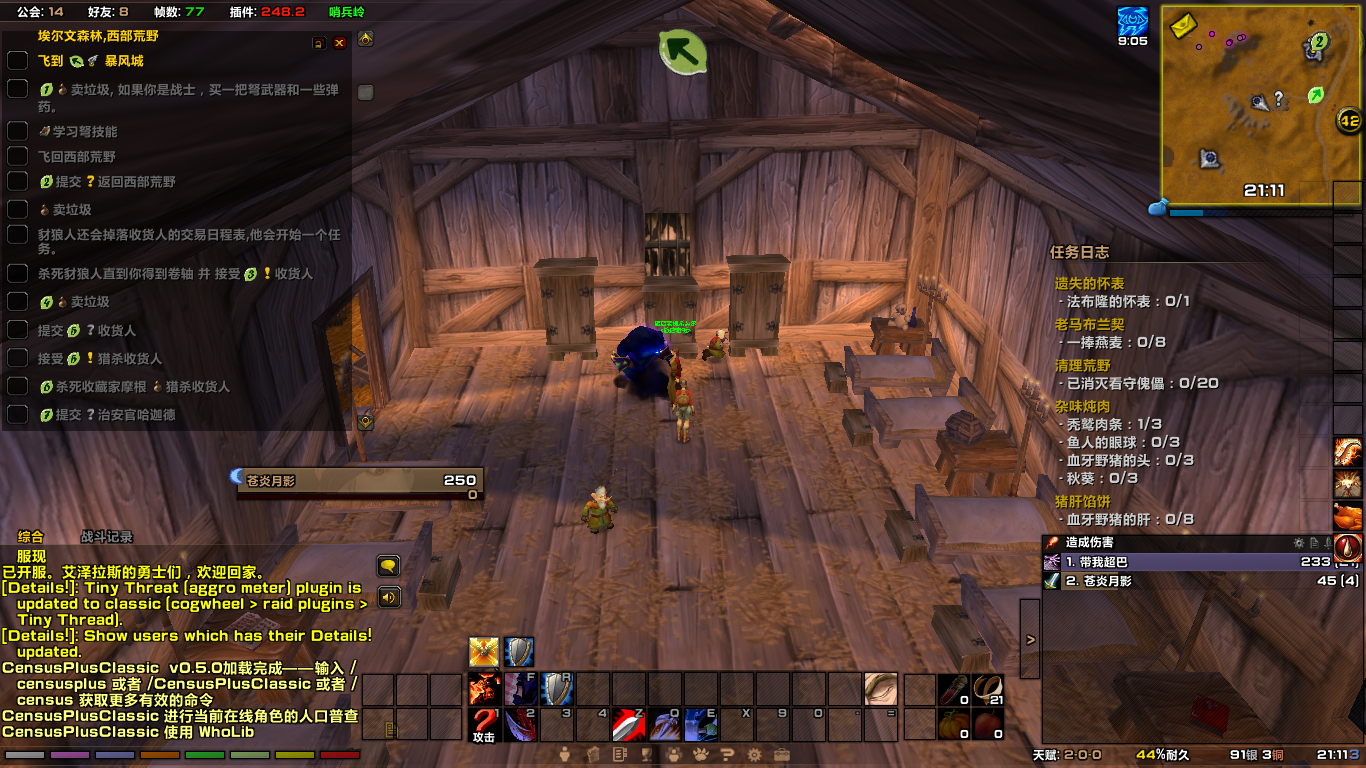 公会: 14 好友: 8 帧数: 77 插件: 248.2 哨兵岭
埃尔文森林,西部荒野
飞到 暴风城
1 卖垃圾, 如果你是战士，买一把弩武器和一些弹
药。
学习弩技能
飞回西部荒野
2 提交 ? 返回西部荒野
卖垃圾
豺狼人还会掉落收货人的交易日程表,他会开始一个任
务。
杀死豺狼人直到你得到卷轴 并 接受 3 ! 收货人
4 卖垃圾
提交 5 ? 收货人
接受 6 ! 猎杀收货人
6 杀死收藏家摩根 猎杀收货人
7 提交 ? 治安官哈迦德
9:05
2
?
42
21:11
任务日志
遗失的怀表
- 法布隆的怀表：0/1
老马布兰契
- 一捧燕麦：0/8
清理荒野
- 已消灭看守傀儡：0/20
杂味炖肉
- 秃鹫肉条：1/3
- 鱼人的眼球：0/3
- 血牙野猪的头：0/3
- 秋葵：0/3
猪肝馅饼
- 血牙野猪的肝：0/8
苍炎月影 250
0
造成伤害
1. 带我超巴 233
2. 苍炎月影 45 (4)
>
综合 战斗记录
服现
已开服。艾泽拉斯的勇士们，欢迎回家。
[Details!]: Tiny Threat (aggro meter) plugin is
updated to classic (cogwheel > raid plugins >
Tiny Thread).
[Details!]: Show users which has their Details!
updated.
CensusPlusClassic v0.5.0加载完成——输入 /
censusplus 或者 /CensusPlusClassic 或者 /
census 获取更多有效的命令
CensusPlusClassic 进行当前在线角色的人口普查
CensusPlusClassic 使用 WhoLib
F R 0 21
1 2 3 4 Z Q E X 9 0 - =
攻击 0 0
天赋: 2·0·0 44%耐久 91银 3铜 21:11:3